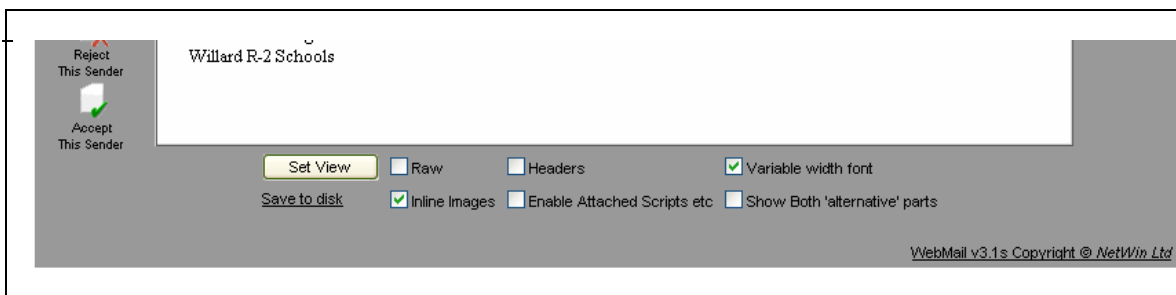 Reject
This Sender
Willard R-2 Schools
Accept
This Sender
Set View Raw Headers Variable width font
Save to disk Inline Images Enable Attached Scripts etc Show Both 'alternative' parts
WebMail v3.1s Copyright © NetWin Ltd